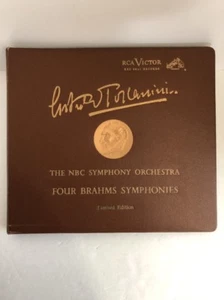 RCA VICTOR
Arturo Toscanini
THE NBC SYMPHONY ORCHESTRA
FOUR BRAHMS SYMPHONIES
Limited Edition